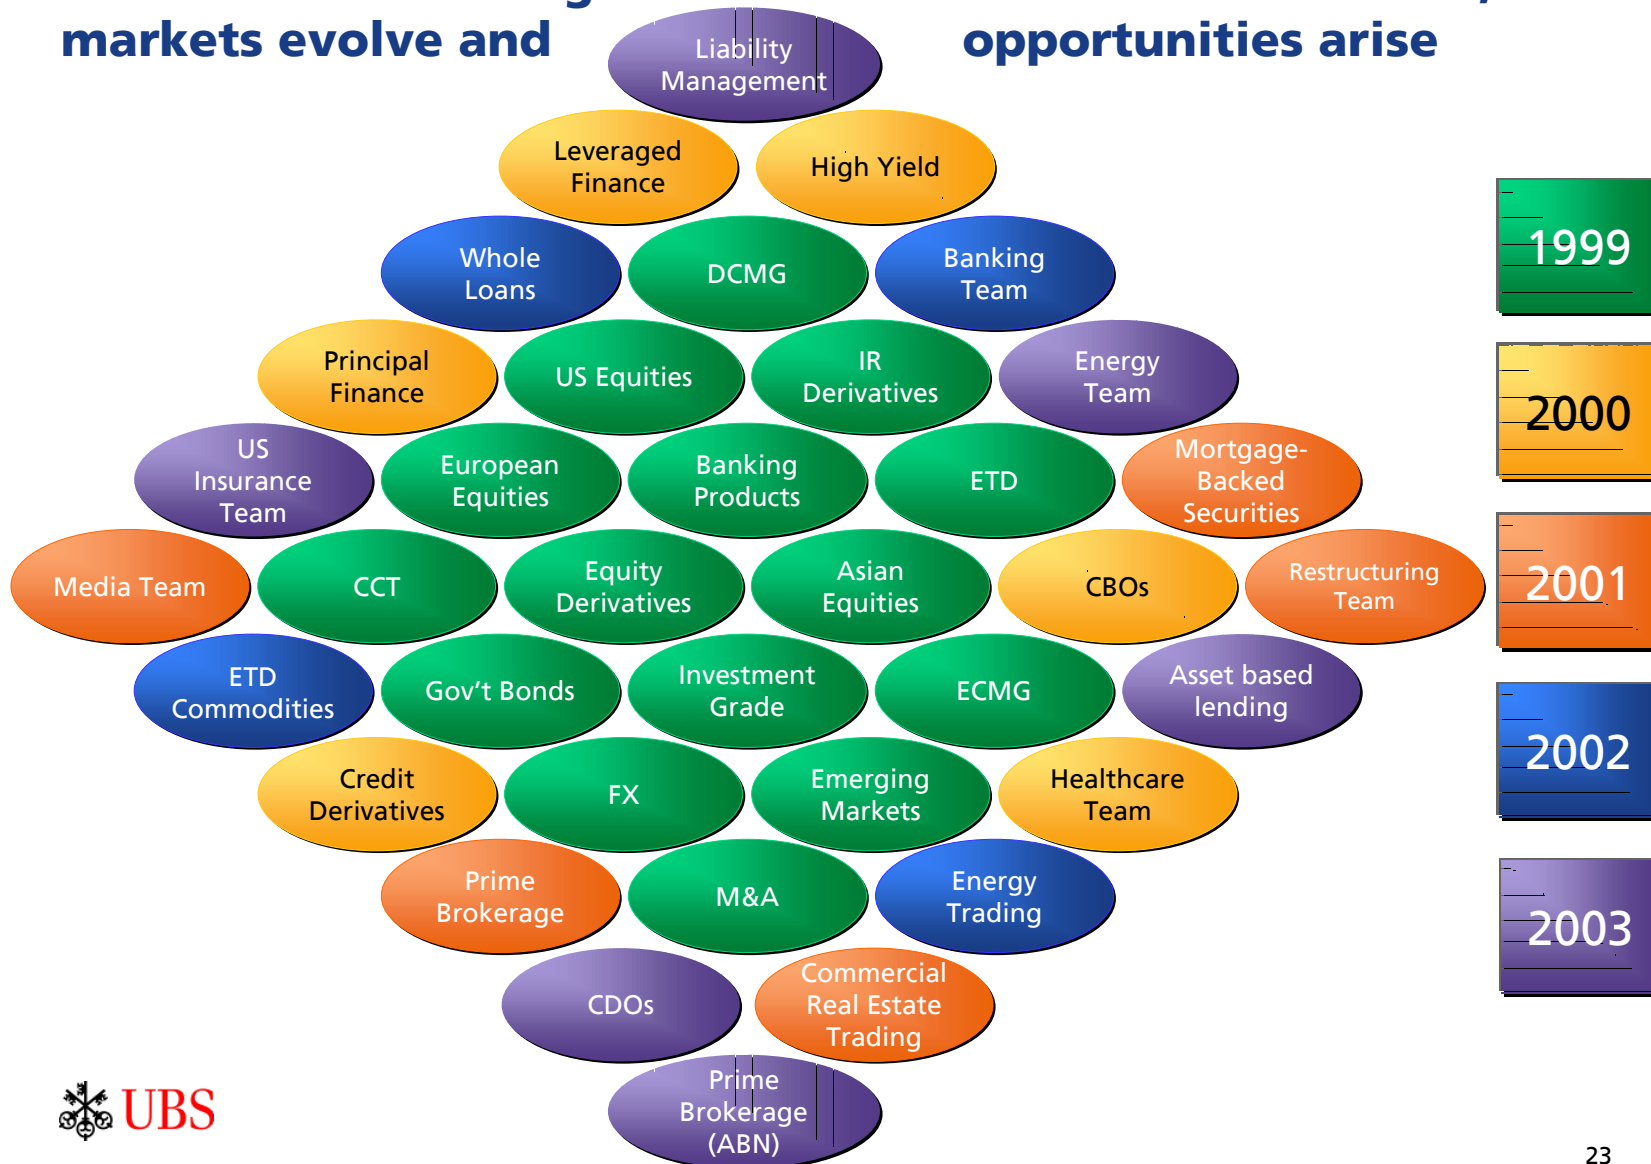 markets evolve and opportunities arise
Liability
Management
Leveraged
Finance
High Yield
Whole
Loans
DCMG
Banking
Team
Principal
Finance
US Equities
IR
Derivatives
Energy
Team
US
Insurance
Team
European
Equities
Banking
Products
ETD
Mortgage-
Backed
Securities
Media Team
CCT
Equity
Derivatives
Asian
Equities
CBOs
Restructuring
Team
ETD
Commodities
Gov't Bonds
Investment
Grade
ECMG
Asset based
lending
Credit
Derivatives
FX
Emerging
Markets
Healthcare
Team
Prime
Brokerage
M&A
Energy
Trading
CDOs
Commercial
Real Estate
Trading
Prime
Brokerage
(ABN)
1999
2000
2001
2002
2003
UBS
23